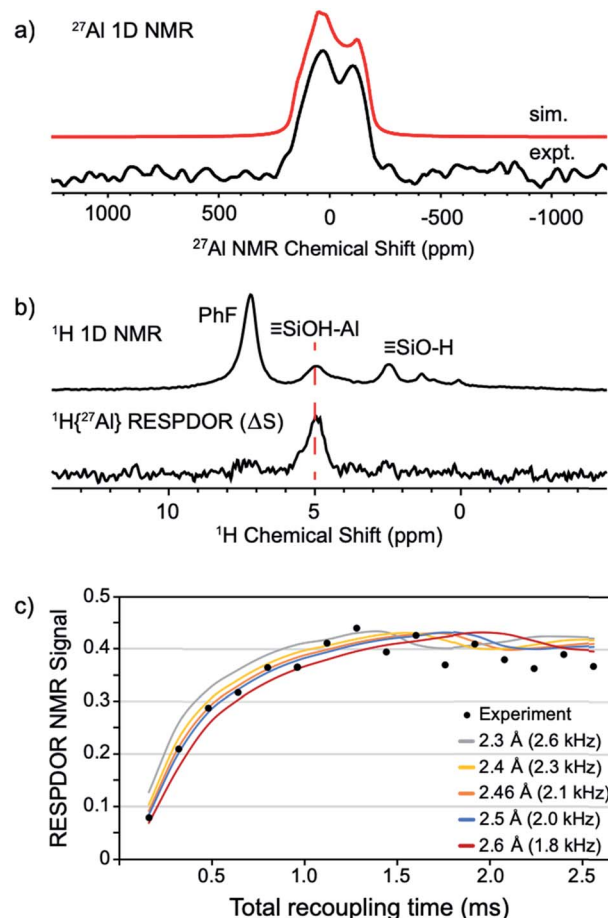 a)
²⁷Al 1D NMR
sim.
expt.
1000 500 0 -500 -1000
²⁷Al NMR Chemical Shift (ppm)
b)
¹H 1D NMR
PhF
≡SiOH-Al
≡SiO-H
¹H{²⁷Al} RESPDOR (ΔS)
10 5 0
¹H Chemical Shift (ppm)
c)
RESPDOR NMR Signal
0.5
0.4
0.3
0.2
0.1
0
Experiment
2.3 Å (2.6 kHz)
2.4 Å (2.3 kHz)
2.46 Å (2.1 kHz)
2.5 Å (2.0 kHz)
2.6 Å (1.8 kHz)
0.5 1.0 1.5 2.0 2.5
Total recoupling time (ms)